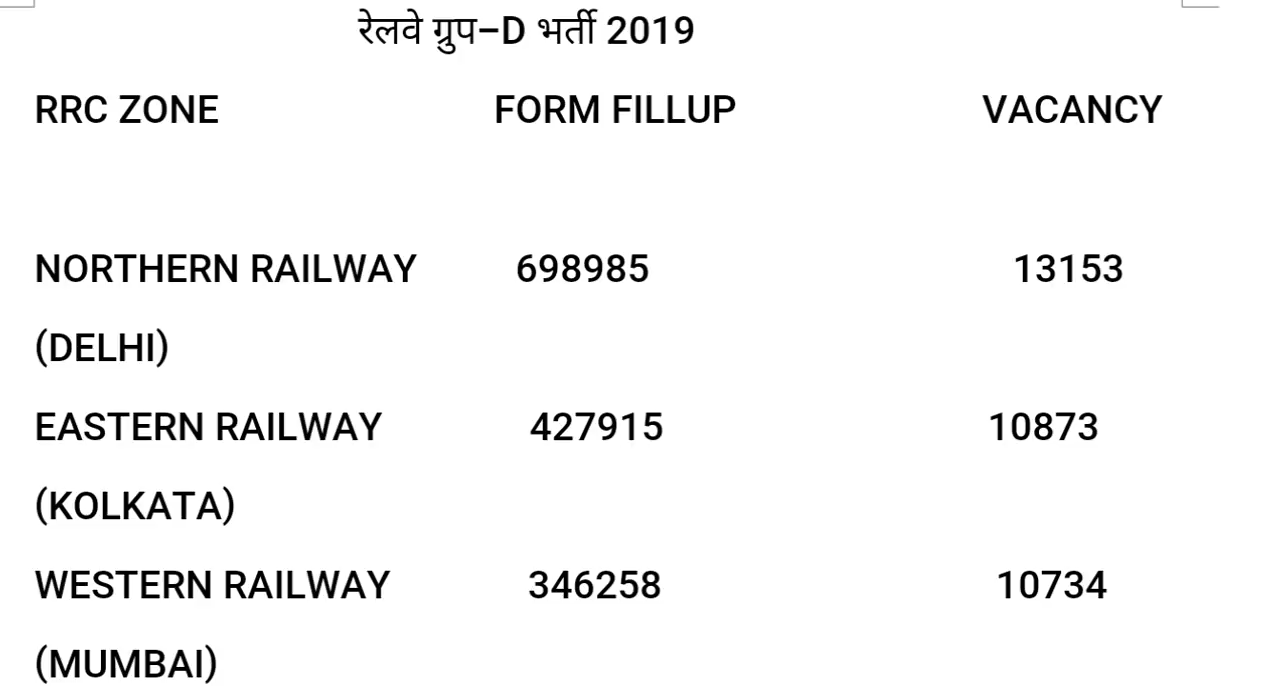 रेलवे ग्रुप–D भर्ती 2019
RRC ZONE FORM FILLUP VACANCY
NORTHERN RAILWAY 698985 13153
(DELHI)
EASTERN RAILWAY 427915 10873
(KOLKATA)
WESTERN RAILWAY 346258 10734
(MUMBAI)